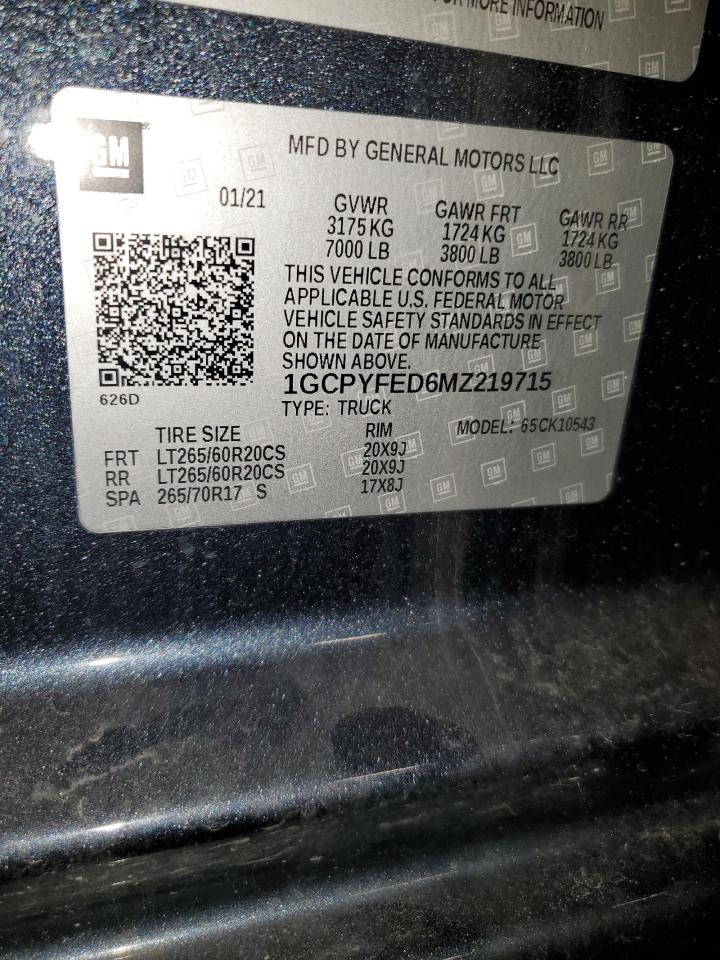 FOR MORE INFORMATION
GM
MFD BY GENERAL MOTORS LLC
01/21
GVWR GAWR FRT GAWR RR
3175 KG 1724 KG 1724 KG
7000 LB 3800 LB 3800 LB
THIS VEHICLE CONFORMS TO ALL
APPLICABLE U.S. FEDERAL MOTOR
VEHICLE SAFETY STANDARDS IN EFFECT
ON THE DATE OF MANUFACTURE
SHOWN ABOVE.
626D
1GCPYFED6MZ219715
TYPE: TRUCK
MODEL: 65CK10543
TIRE SIZE RIM
FRT LT265/60R20CS 20X9J
RR LT265/60R20CS 20X9J
SPA 265/70R17 S 17X8J